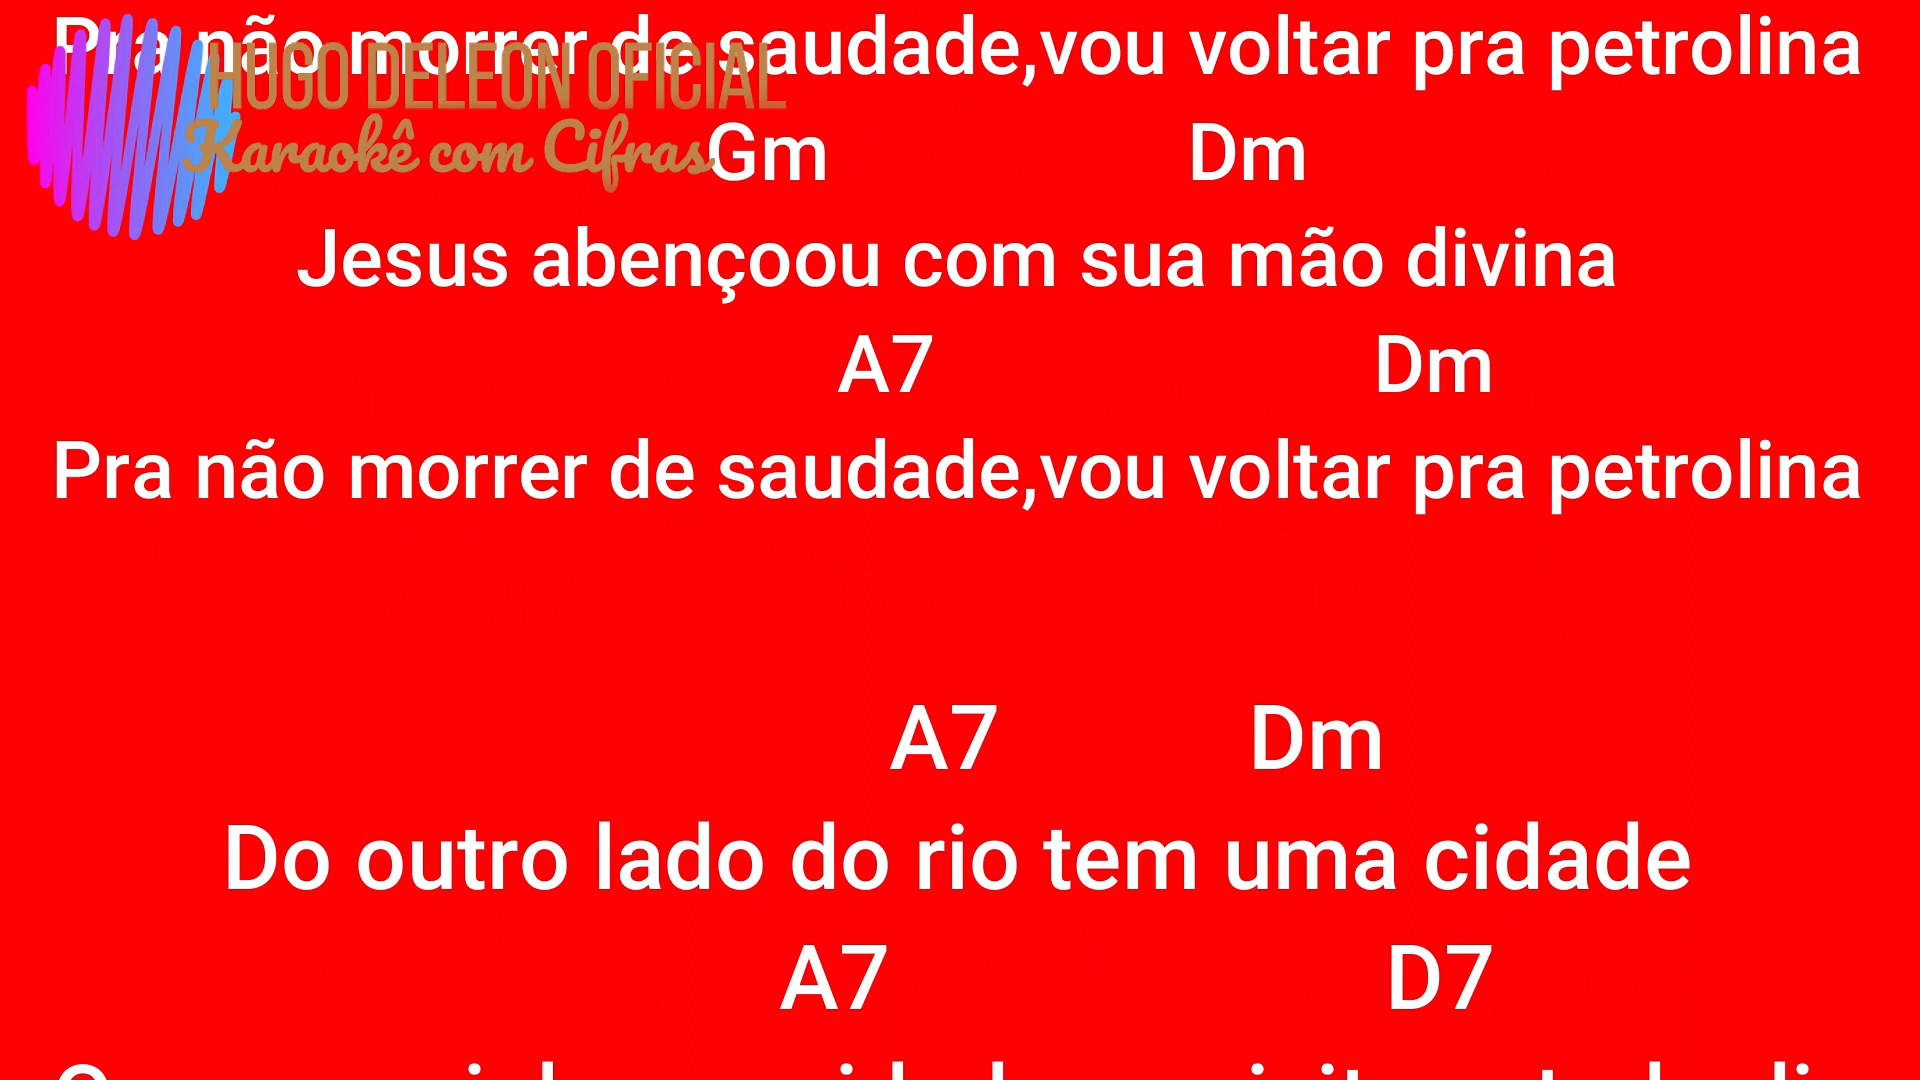 Pra não morrer de saudade,vou voltar pra petrolina
HUGO DELEON OFICIAL
Karaokê com Cifras
Gm Dm
Jesus abençoou com sua mão divina
A7 Dm
Pra não morrer de saudade,vou voltar pra petrolina
A7 Dm
Do outro lado do rio tem uma cidade
A7 D7